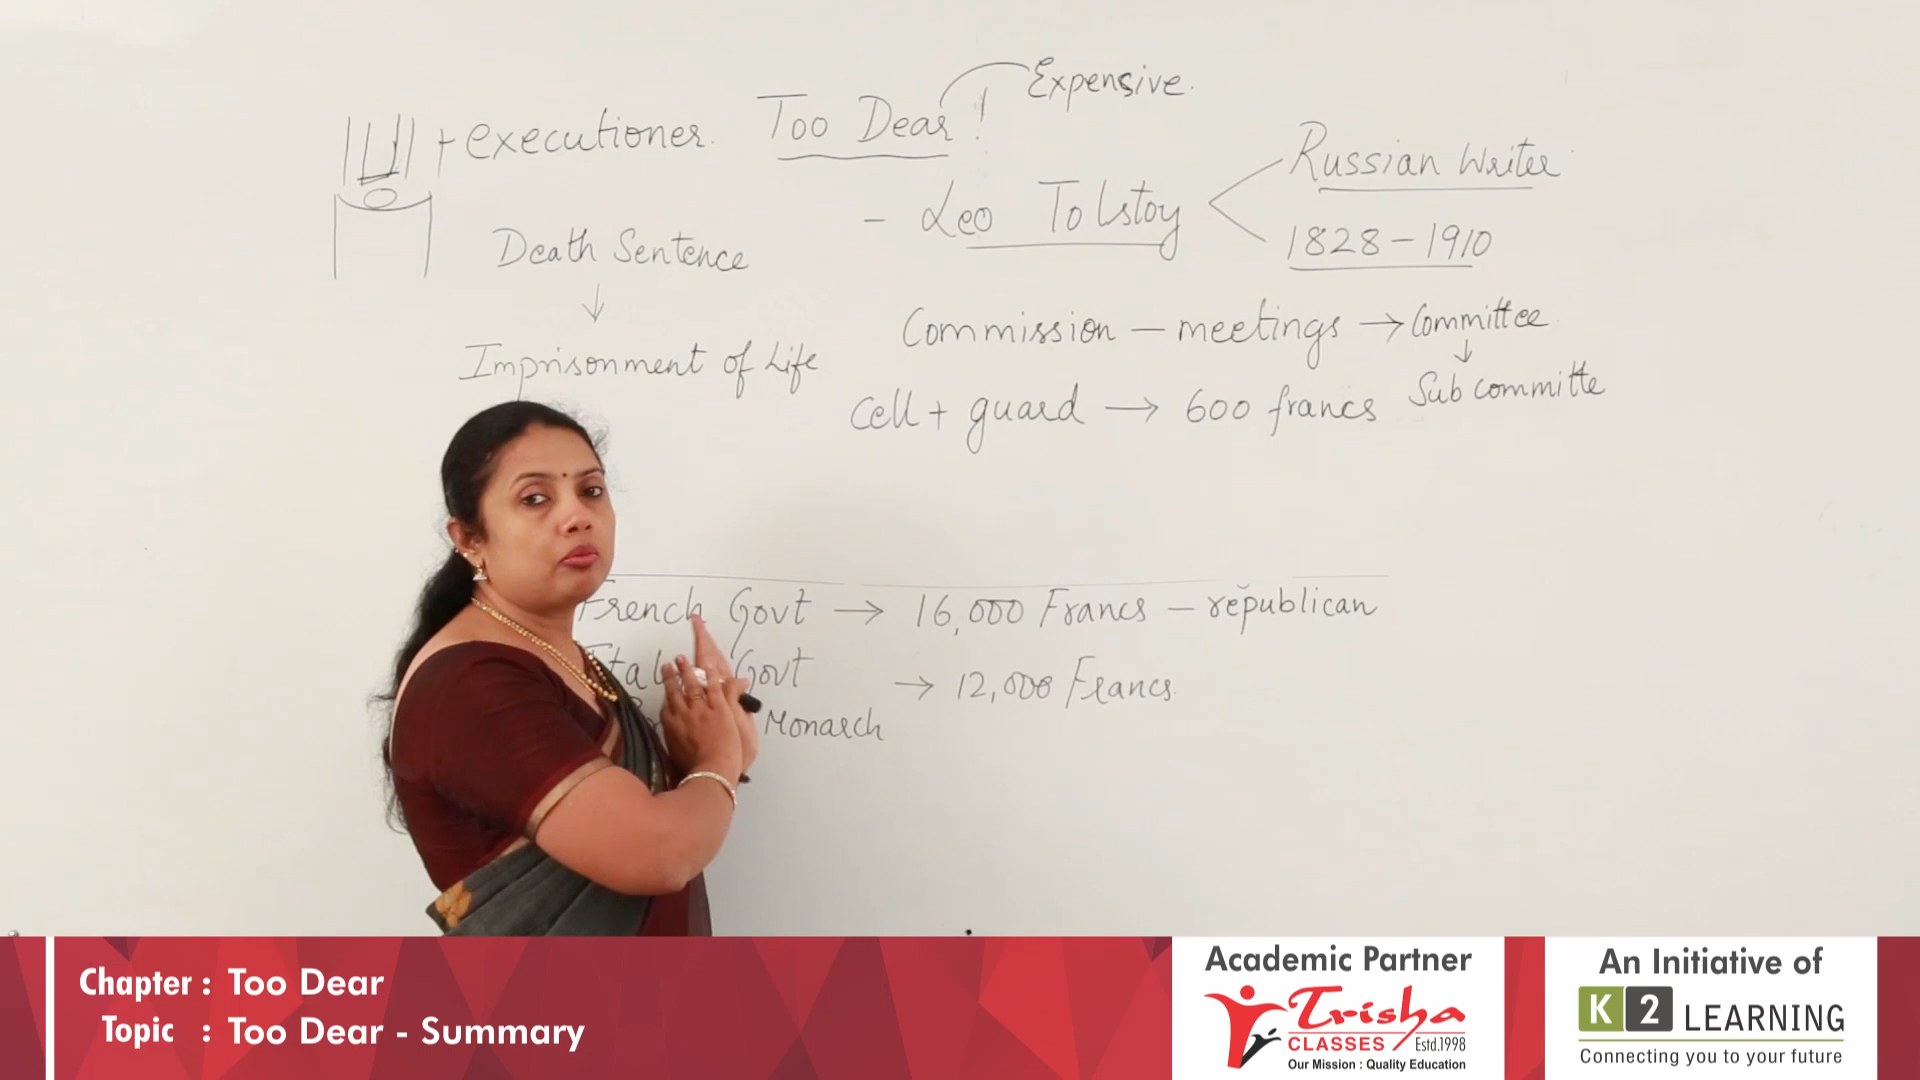 Expensive.
+ executioner. Too Dear !
- Leo Tolstoy
Russian Writer
1828 - 1910
Death Sentence
↓
Imprisonment of Life
Commission — meetings → Committee
↓
Sub committe
Cell + guard → 600 francs
French Govt → 16,000 Francs — republican
Govt → 12,000 Francs.
Monarch
Chapter : Too Dear
Topic : Too Dear - Summary
Academic Partner
Trisha
CLASSES Estd.1998
Our Mission : Quality Education
An Initiative of
K2 LEARNING
Connecting you to your future